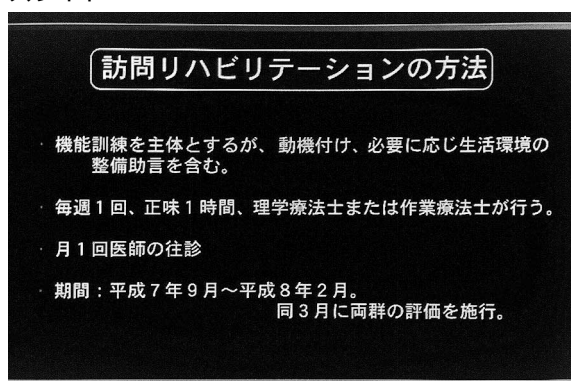 訪問リハビリテーションの方法
· 機能訓練を主体とするが、動機付け、必要に応じ生活環境の
整備助言を含む。
· 毎週1回、正味1時間、理学療法士または作業療法士が行う。
· 月1回医師の往診
· 期間：平成7年9月～平成8年2月。
同3月に両群の評価を施行。